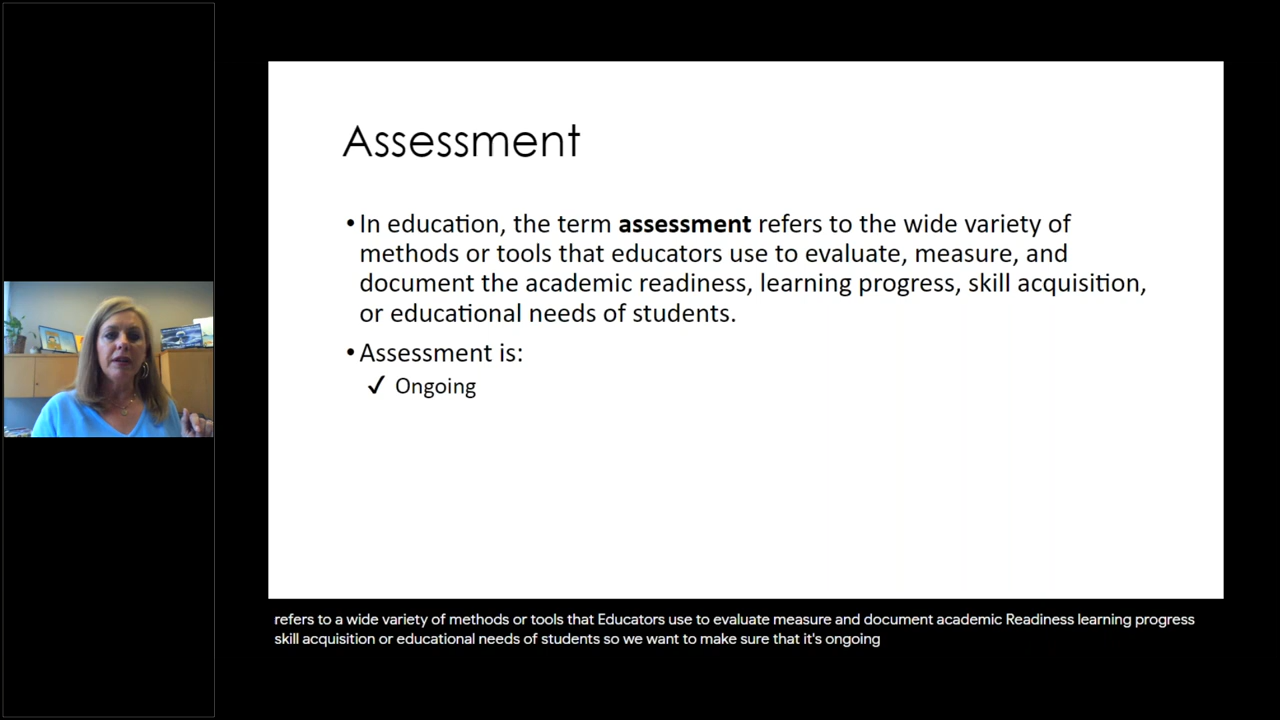 Assessment
•In education, the term assessment refers to the wide variety of
methods or tools that educators use to evaluate, measure, and
document the academic readiness, learning progress, skill acquisition,
or educational needs of students.
•Assessment is:
✓ Ongoing
refers to a wide variety of methods or tools that Educators use to evaluate measure and document academic Readiness learning progress
skill acquisition or educational needs of students so we want to make sure that it's ongoing